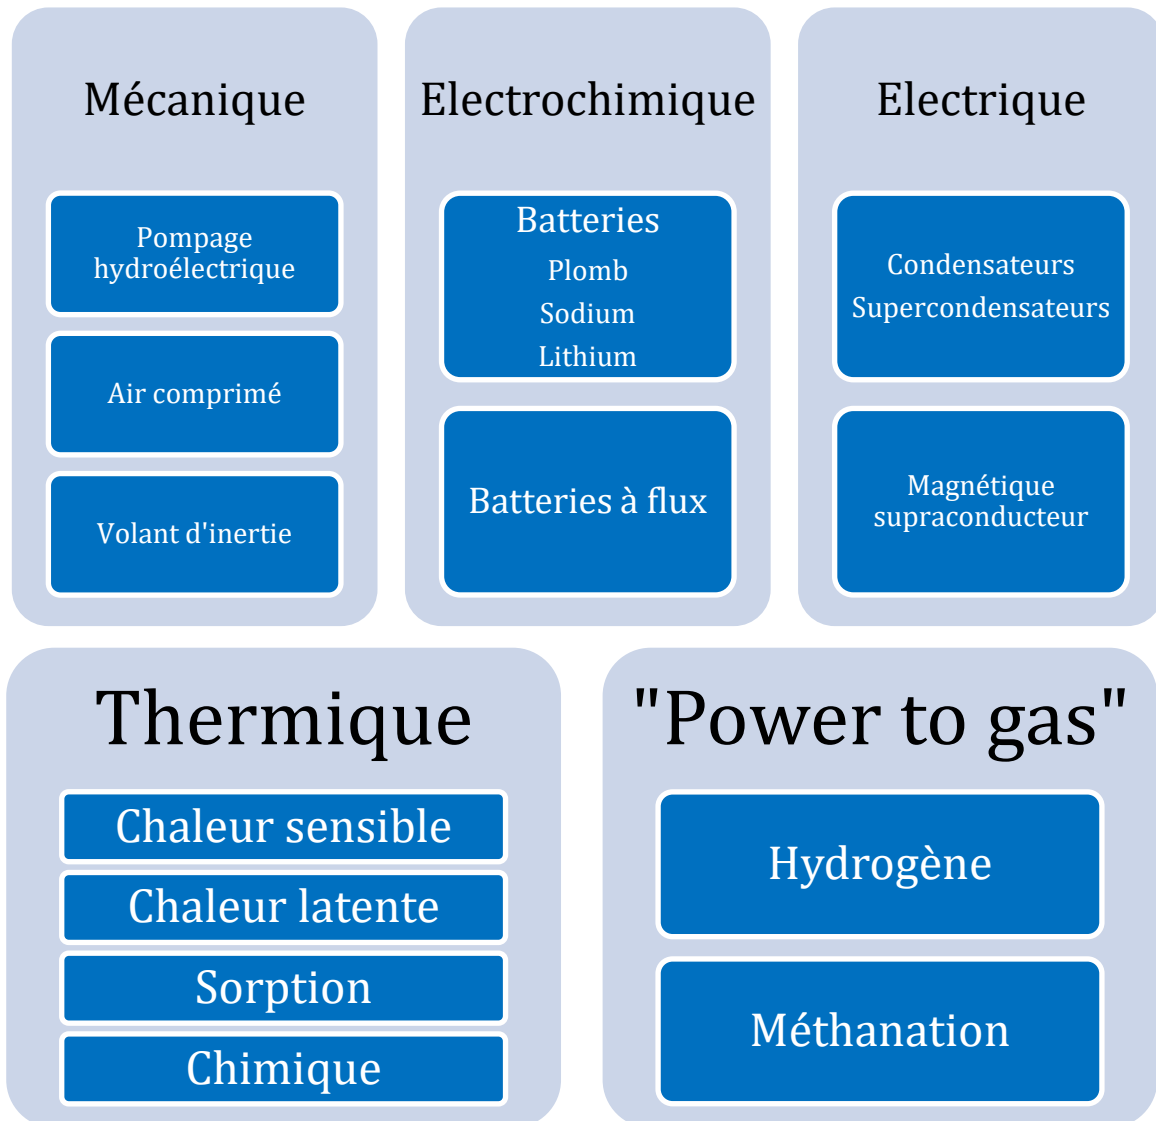 Mécanique
Pompage
hydroélectrique
Air comprimé
Volant d'inertie
Electrochimique
Batteries
Plomb
Sodium
Lithium
Batteries à flux
Electrique
Condensateurs
Supercondensateurs
Magnétique
supraconducteur
Thermique
Chaleur sensible
Chaleur latente
Sorption
Chimique
"Power to gas"
Hydrogène
Méthanation